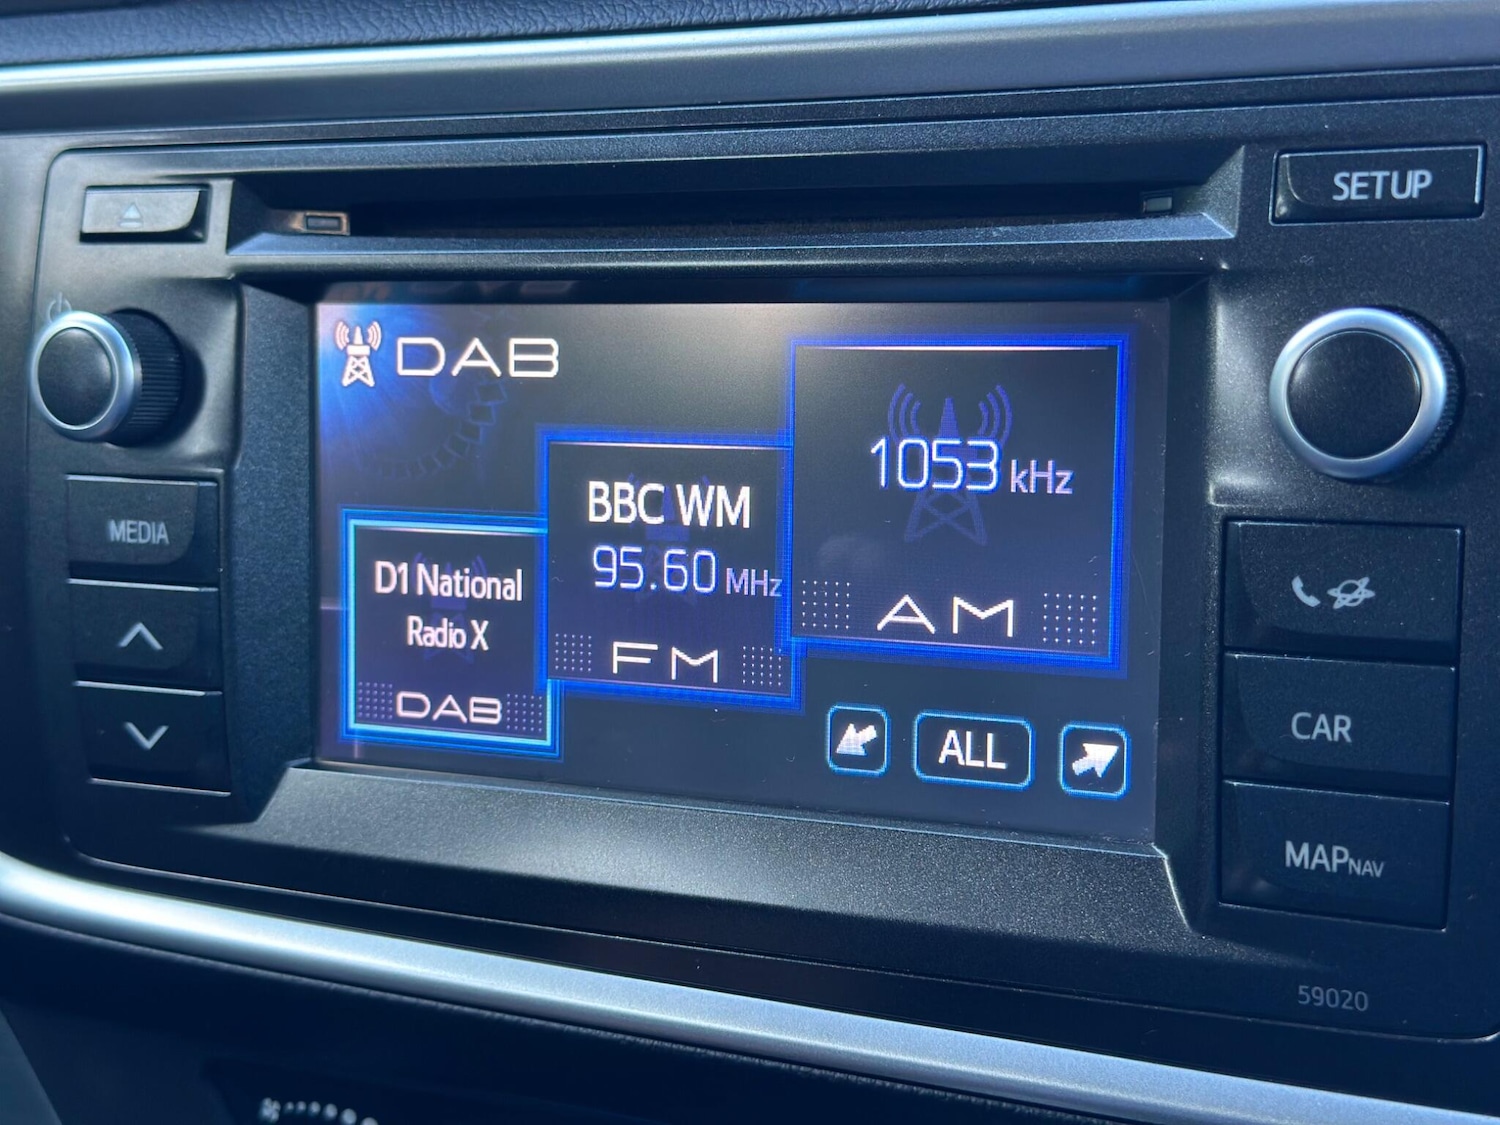 SETUP
DAB
1053 kHz
AM
BBC WM
95.60 MHz
FM
D1 National
Radio X
DAB
ALL
MEDIA
CAR
MAPNAV
59020